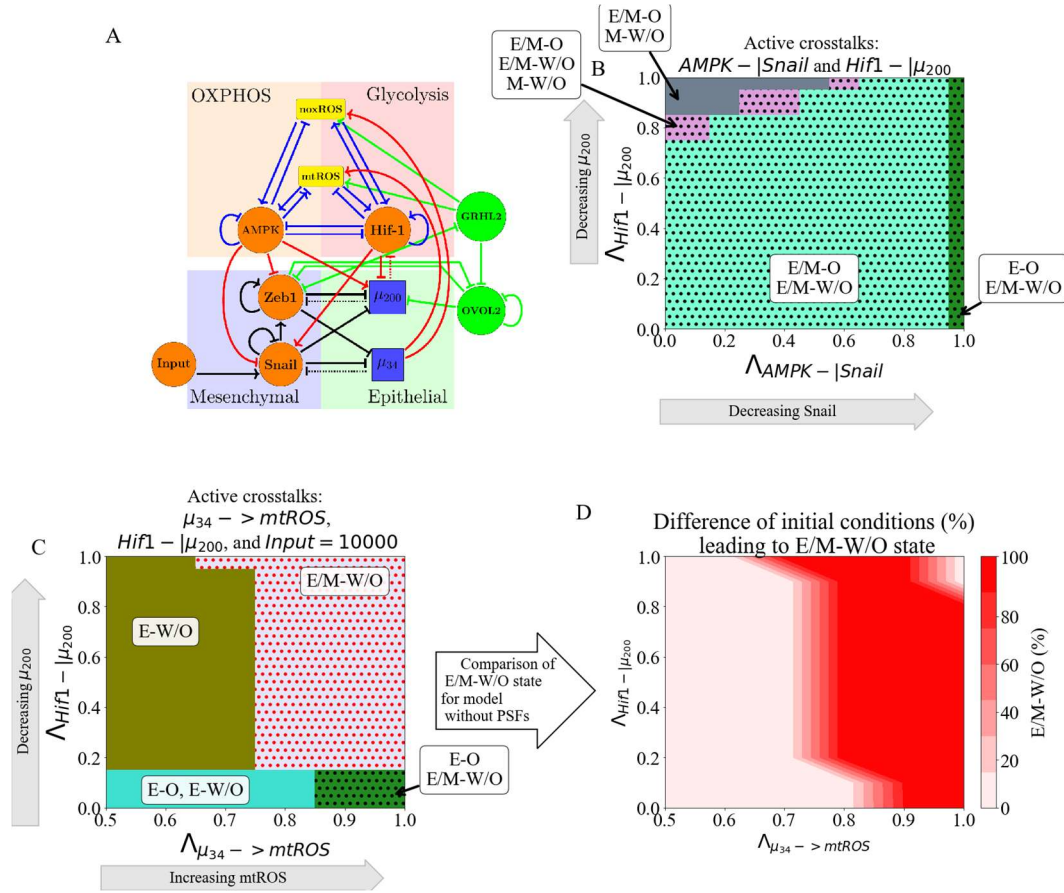 A
OXPHOS
Glycolysis
noxROS
mtROS
AMPK
Hif-1
GRHL2
Zeb1
μ200
OVOL2
Input
Snail
μ34
Mesenchymal
Epithelial
E/M-O
E/M-W/O
M-W/O
E/M-O
M-W/O
B
Active crosstalks:
AMPK − |Snail and Hif1 − |μ200
Decreasing μ200
ΛHif1 − |μ200
1.0
0.8
0.6
0.4
0.2
0.0
E/M-O
E/M-W/O
E-O
E/M-W/O
0.0 0.2 0.4 0.6 0.8 1.0
ΛAMPK − |Snail
Decreasing Snail
C
Active crosstalks:
μ34 − > mtROS,
Hif1 − |μ200, and Input = 10000
Decreasing μ200
ΛHif1 − |μ200
1.0
0.8
0.6
0.4
0.2
0.0
E/M-W/O
E-W/O
E-O, E-W/O
E-O
E/M-W/O
0.5 0.6 0.7 0.8 0.9 1.0
Λμ34 − > mtROS
Increasing mtROS
Comparison of
E/M-W/O state
for model
without PSFs
D
Difference of initial conditions (%)
leading to E/M-W/O state
ΛHif1 − |μ200
1.0
0.8
0.6
0.4
0.2
0.0
0.5 0.6 0.7 0.8 0.9 1.0
Λμ34 − > mtROS
100
80
60
40
20
0
E/M-W/O (%)